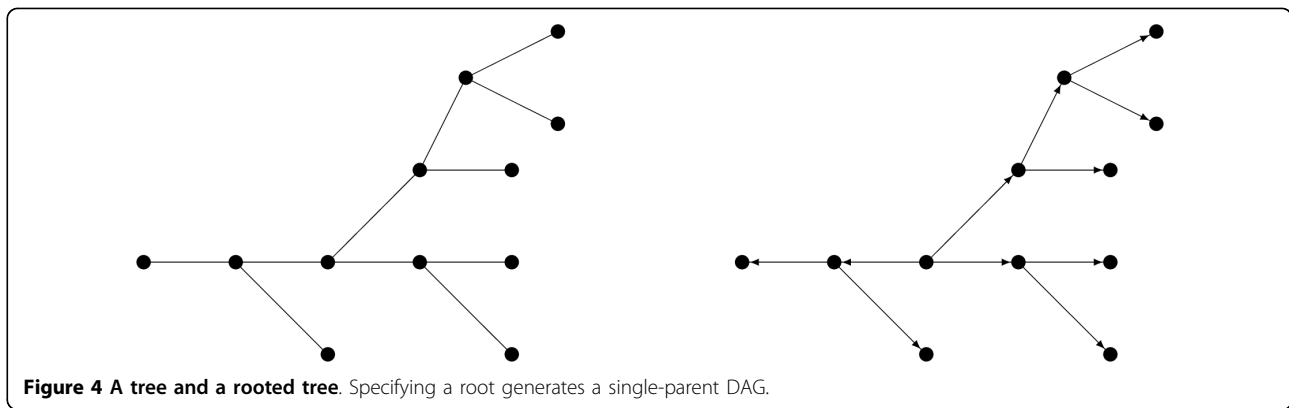 Figure 4 A tree and a rooted tree. Specifying a root generates a single-parent DAG.